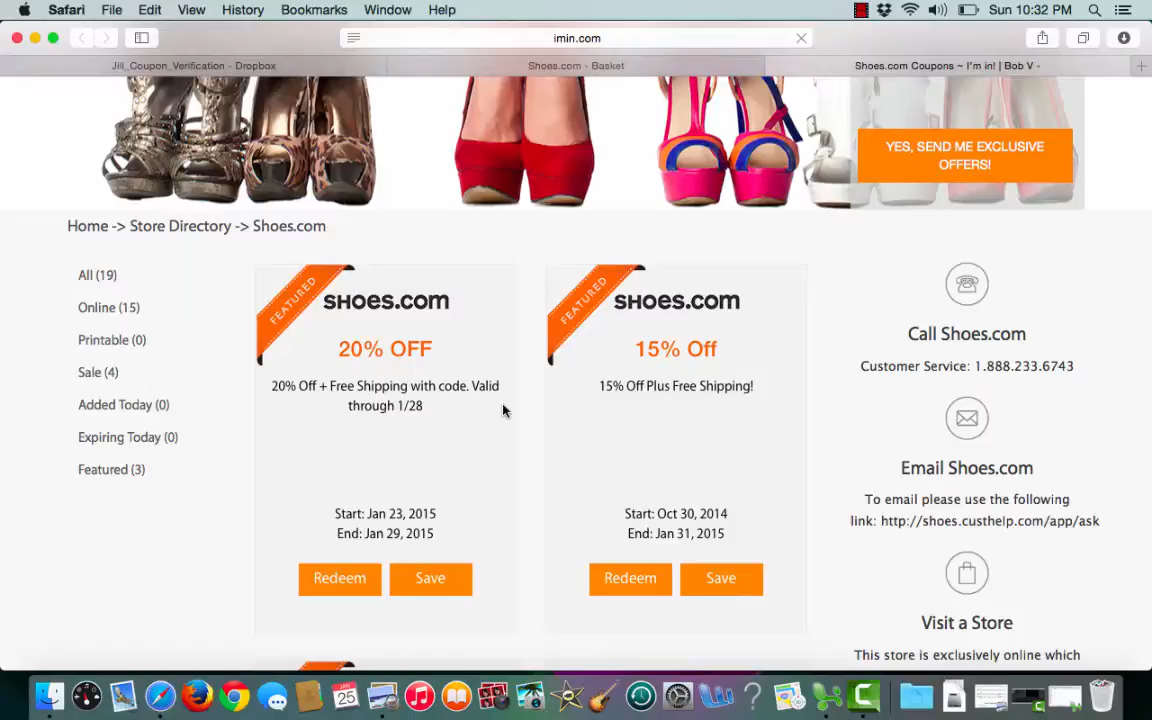 Safari File Edit View History Bookmarks Window Help Sun 10:32 PM
imin.com
Jill_Coupon_Verification - Dropbox Shoes.com - Basket Shoes.com Coupons ~ I'm in! | Bob V -
YES, SEND ME EXCLUSIVE
OFFERS!
Home -> Store Directory -> Shoes.com
All (19)
Online (15)
Printable (0)
Sale (4)
Added Today (0)
Expiring Today (0)
Featured (3)
FEATURED
SHOES.COM
20% OFF
20% Off + Free Shipping with code. Valid
through 1/28
Start: Jan 23, 2015
End: Jan 29, 2015
Redeem Save
FEATURED
SHOES.COM
15% Off
15% Off Plus Free Shipping!
Start: Oct 30, 2014
End: Jan 31, 2015
Redeem Save
Call Shoes.com
Customer Service: 1.888.233.6743
Email Shoes.com
To email please use the following
link: http://shoes.custhelp.com/app/ask
Visit a Store
This store is exclusively online which
JAN
25